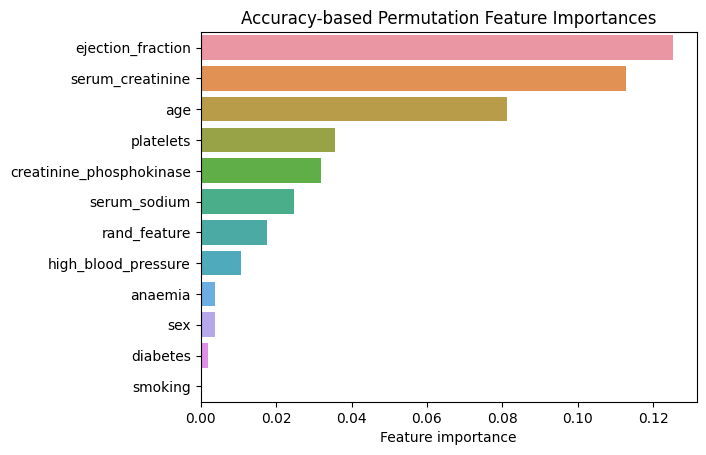 Accuracy-based Permutation Feature Importances
ejection_fraction
serum_creatinine
age
platelets
creatinine_phosphokinase
serum_sodium
rand_feature
high_blood_pressure
anaemia
sex
diabetes
smoking
0.00 0.02 0.04 0.06 0.08 0.10 0.12
Feature importance